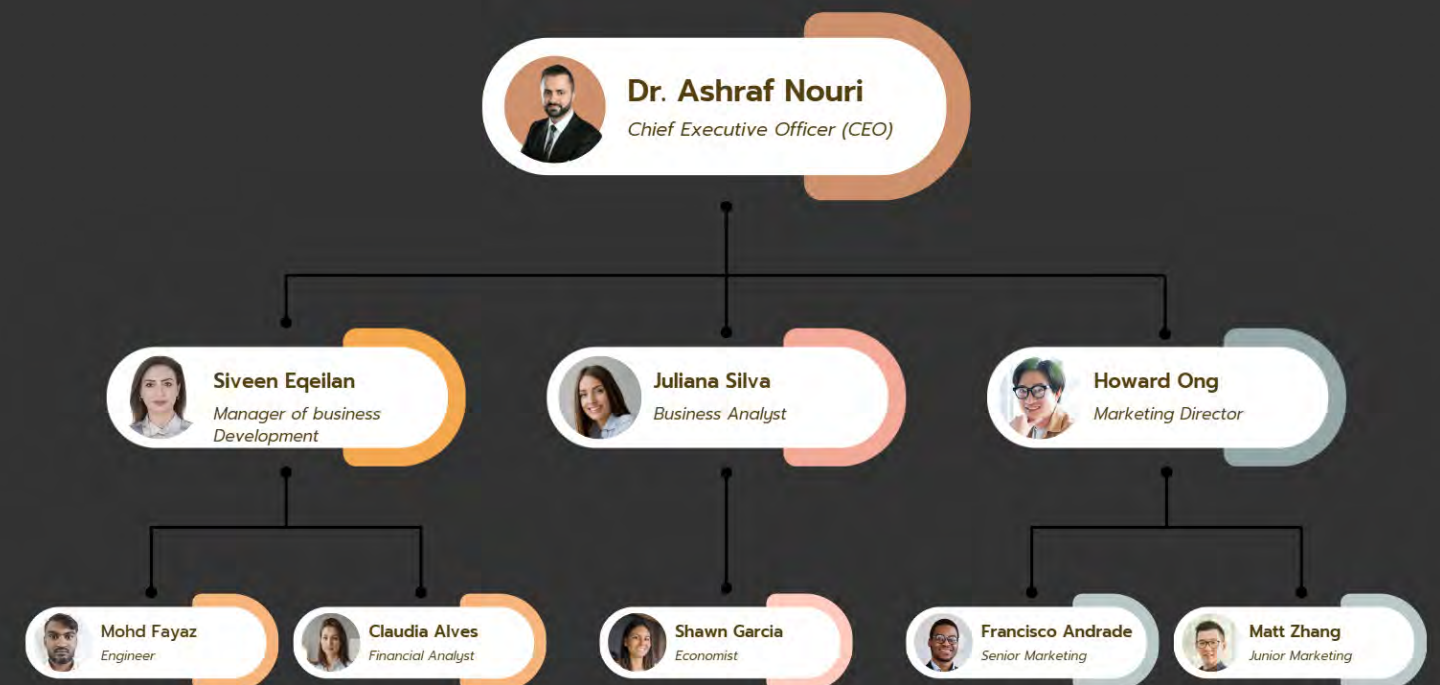 Dr. Ashraf Nouri
Chief Executive Officer (CEO)
Siveen Eqeilan
Manager of business
Development
Juliana Silva
Business Analyst
Howard Ong
Marketing Director
Mohd Fayaz
Engineer
Claudia Alves
Financial Analyst
Shawn Garcia
Economist
Francisco Andrade
Senior Marketing
Matt Zhang
Junior Marketing